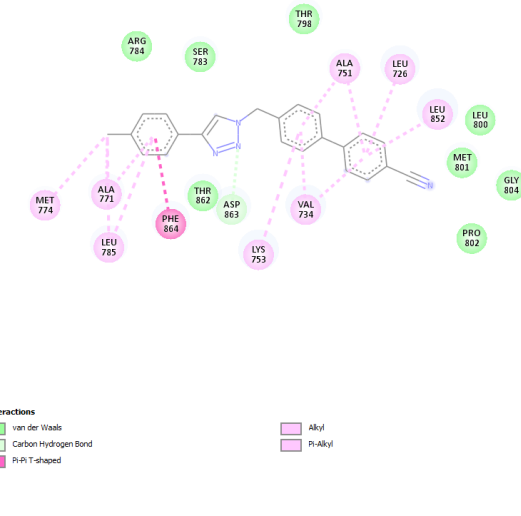 THR
798
ARG
784
SER
783
ALA
751
LEU
726
LEU
852
LEU
800
MET
801
GLY
804
N
N
N
N
MET
774
ALA
771
THR
862
ASP
863
PHE
864
VAL
734
LEU
785
LYS
753
PRO
802
eractions
van der Waals
Carbon Hydrogen Bond
Pi-Pi T-shaped
Alkyl
Pi-Alkyl